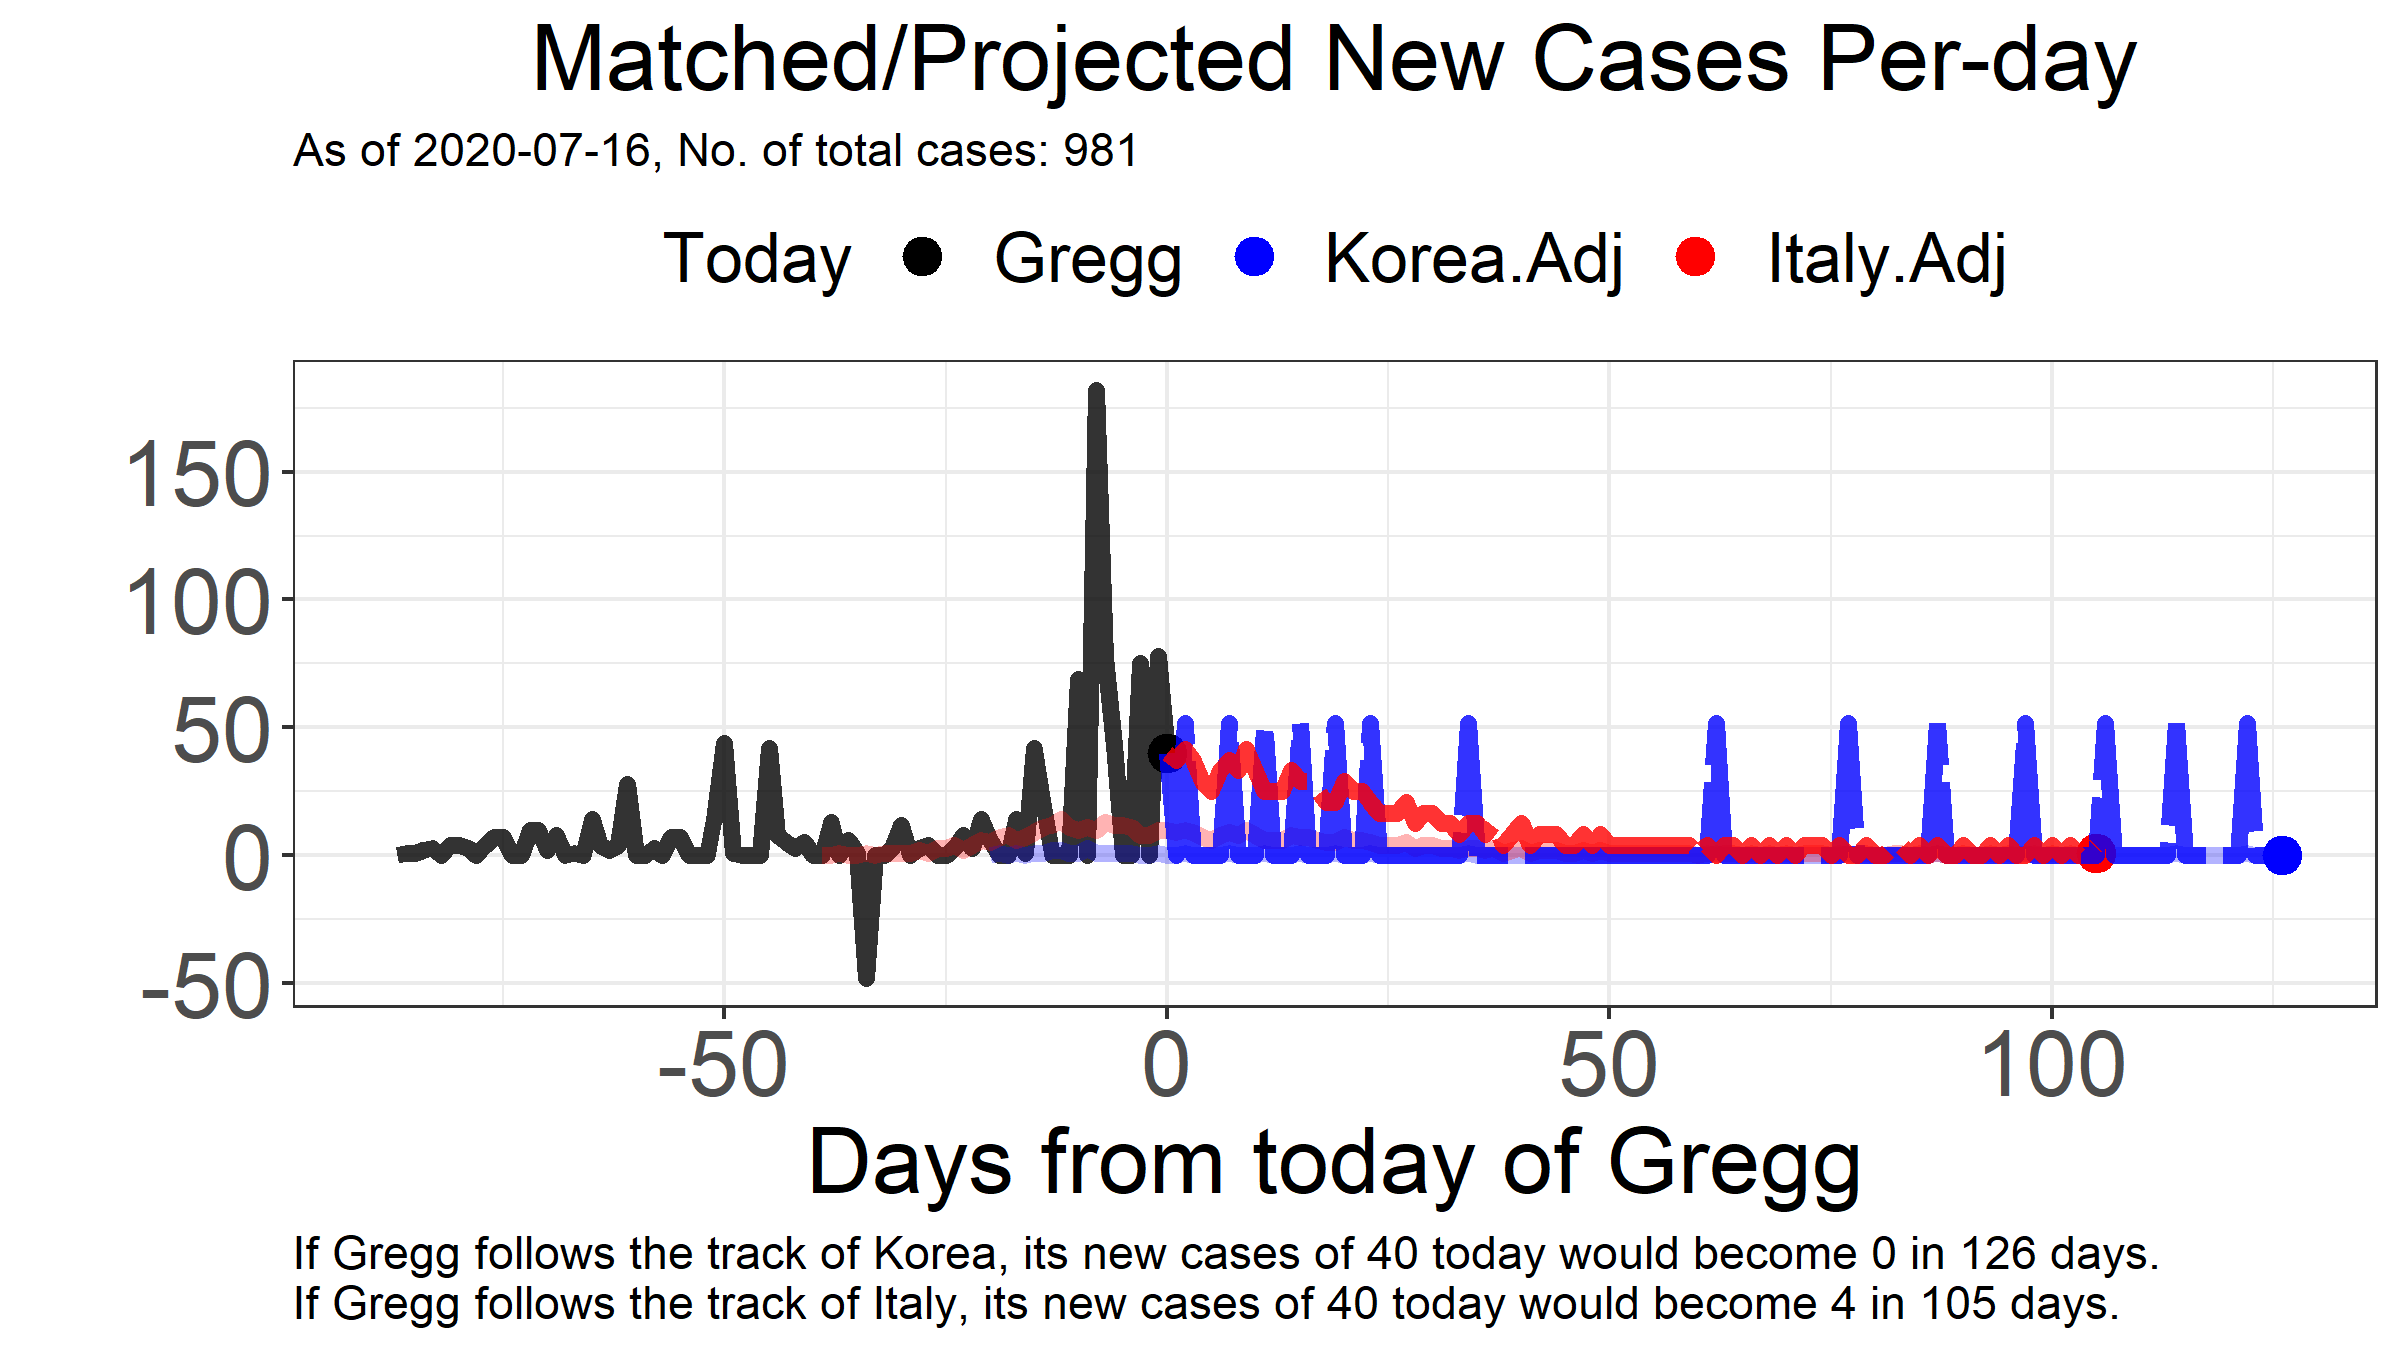 Matched/Projected New Cases Per-day
As of 2020-07-16, No. of total cases: 981
Today Gregg Korea.Adj Italy.Adj
150
100
50
0
-50
-50 0 50 100
Days from today of Gregg
If Gregg follows the track of Korea, its new cases of 40 today would become 0 in 126 days.
If Gregg follows the track of Italy, its new cases of 40 today would become 4 in 105 days.